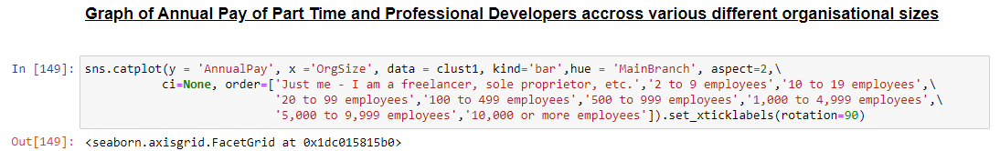 Graph of Annual Pay of Part Time and Professional Developers accross various different organisational sizes
In [149]: sns.catplot(y = 'AnnualPay', x ='OrgSize', data = clust1, kind='bar',hue = 'MainBranch', aspect=2,\
ci=None, order=['Just me - I am a freelancer, sole proprietor, etc.','2 to 9 employees','10 to 19 employees',\
'20 to 99 employees','100 to 499 employees','500 to 999 employees','1,000 to 4,999 employees',\
'5,000 to 9,999 employees','10,000 or more employees']).set_xticklabels(rotation=90)
Out[149]: <seaborn.axisgrid.FacetGrid at 0x1dc015815b0>